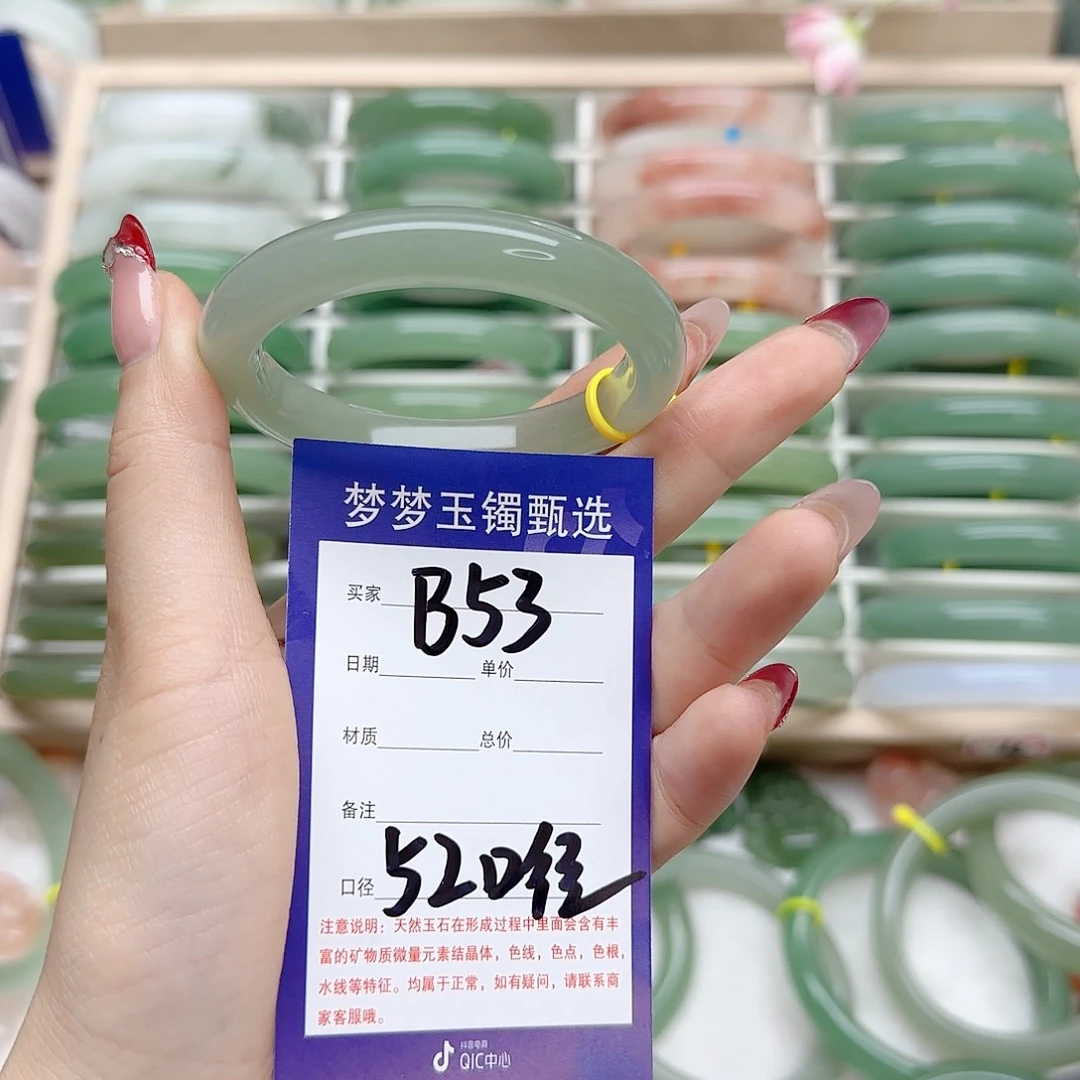 梦梦玉镯甄选
买家 B53
日期 单价
材质 总价
备注
口径 52口径
注意说明：天然玉石在形成过程中里面会含有丰
富的矿物质微量元素结晶体，色线，色点，色根，
水线等特征。均属于正常，如有疑问，请联系商
家客服哦。
抖音电商
QIC中心